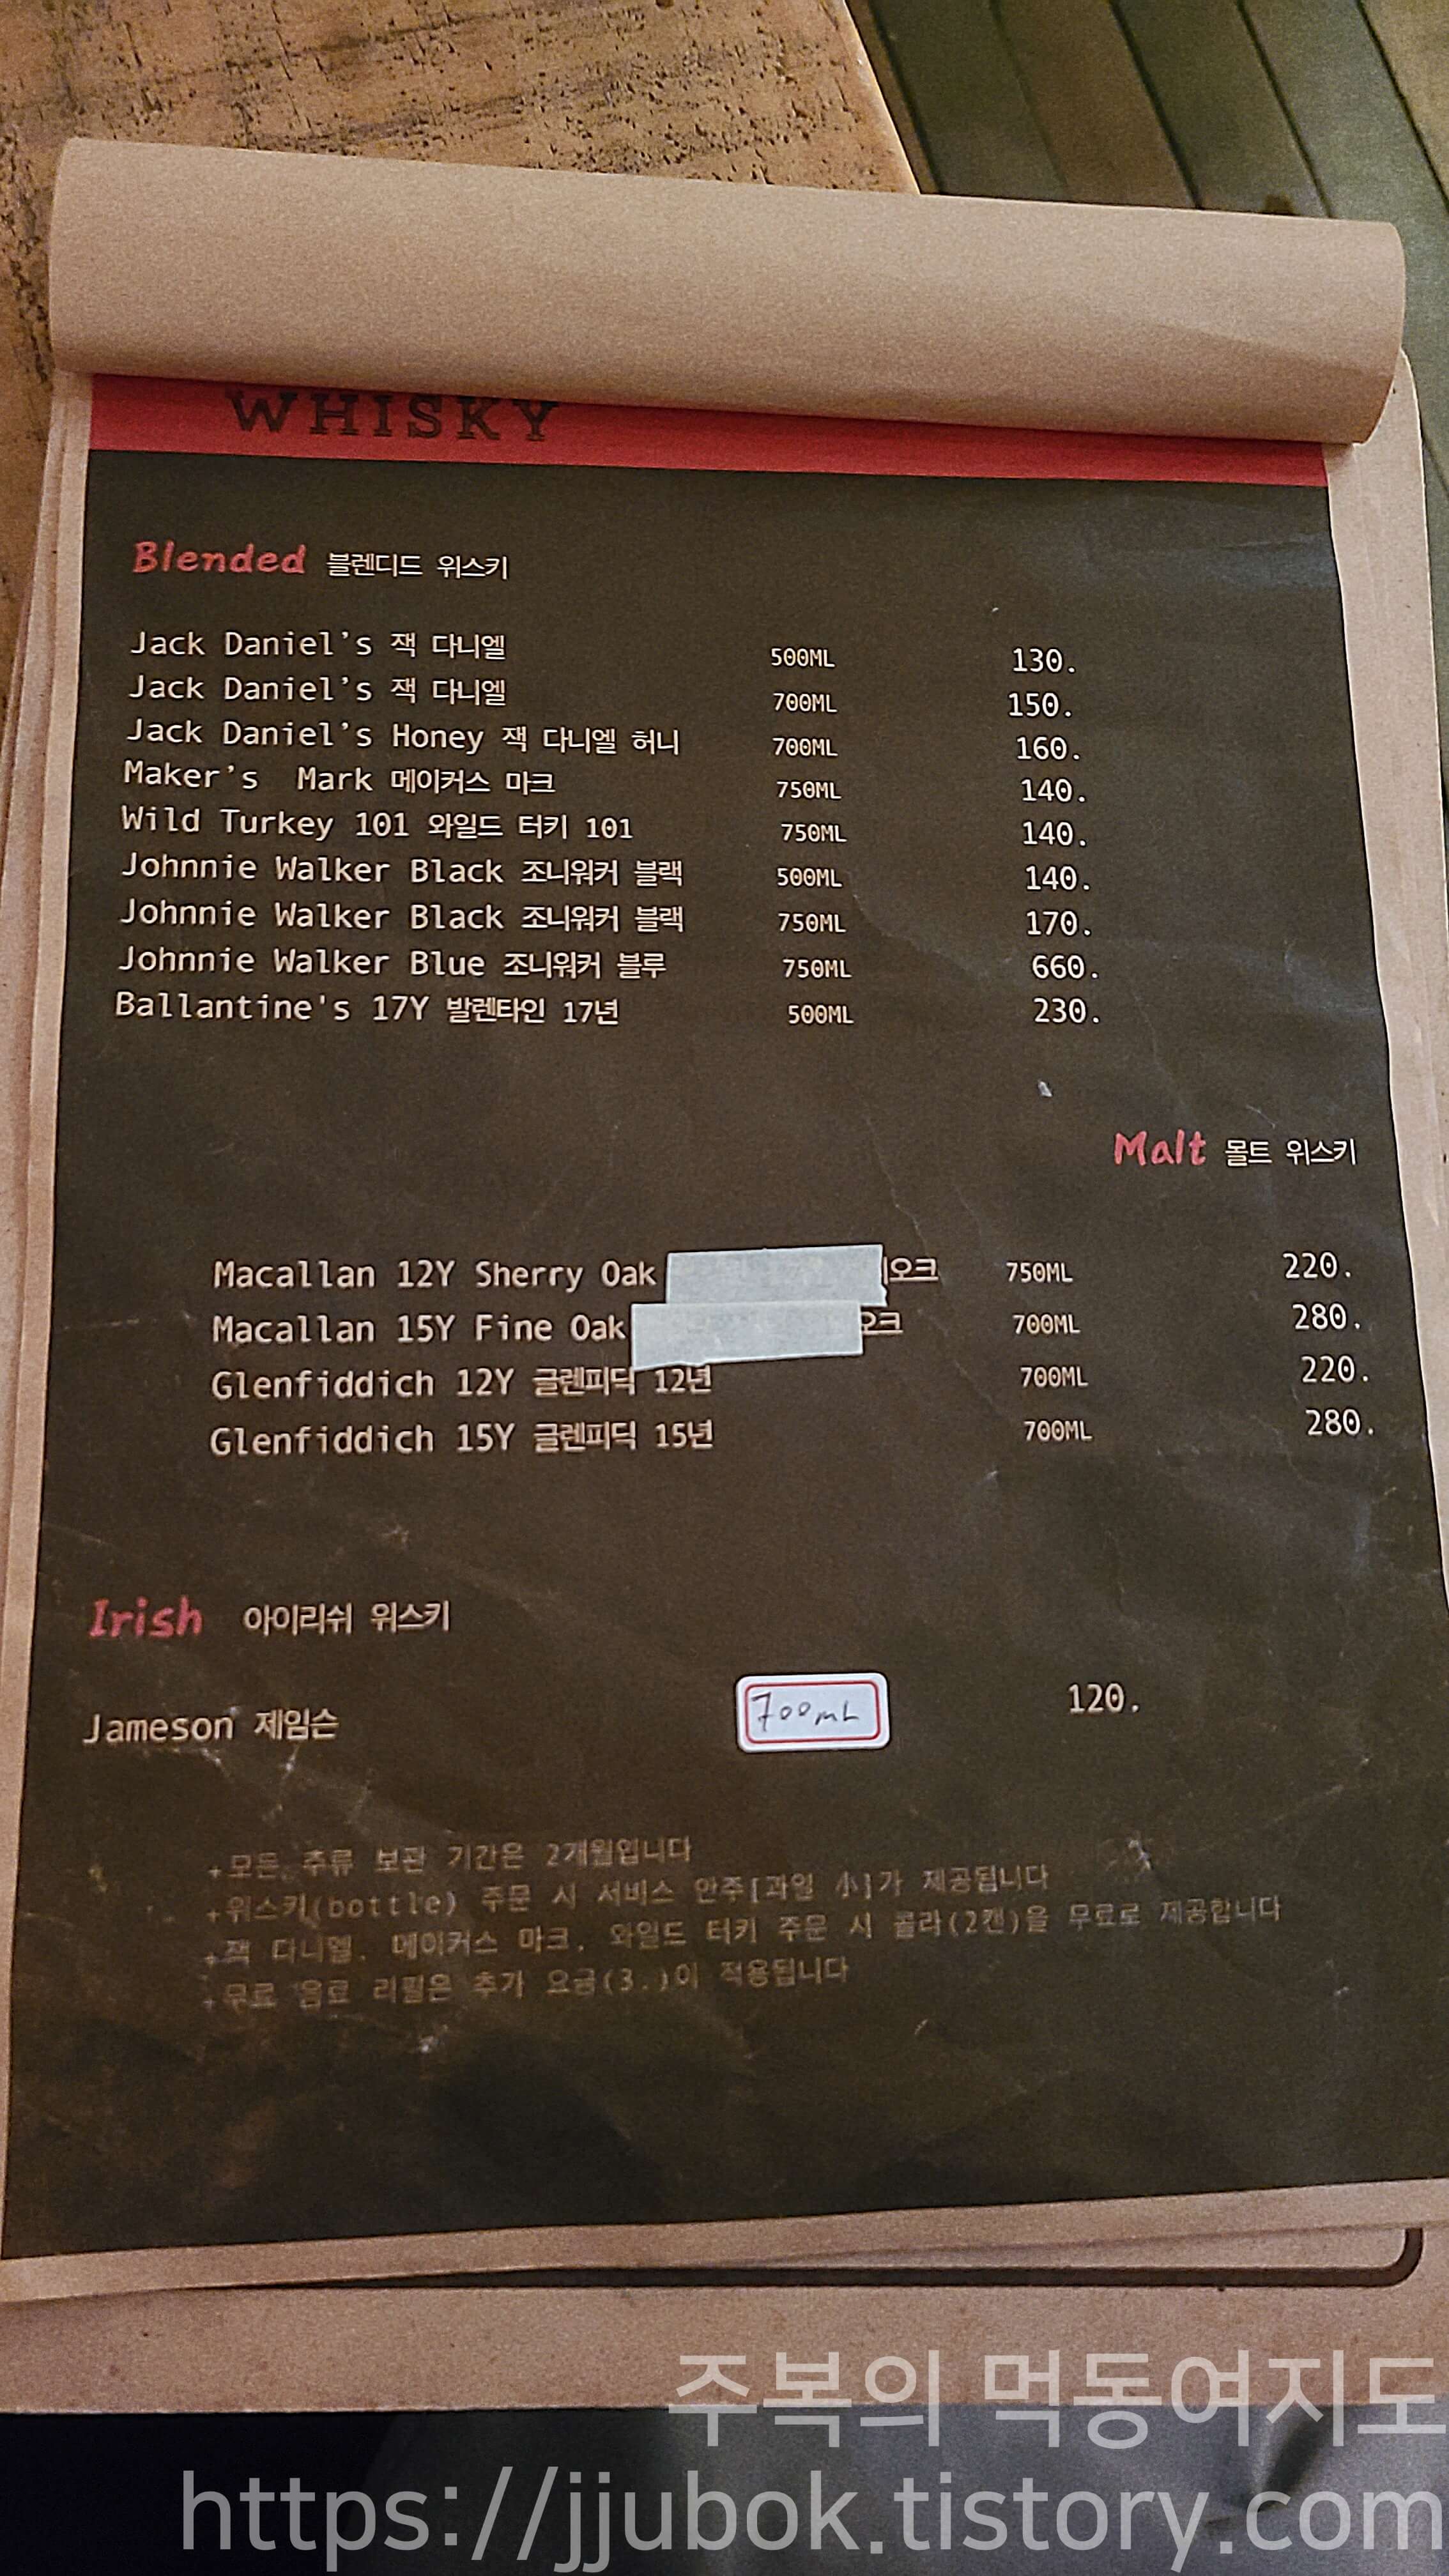 WHISKY
Blended 블렌디드 위스키
Jack Daniel's 잭 다니엘 500ML 130.
Jack Daniel's 잭 다니엘 700ML 150.
Jack Daniel's Honey 잭 다니엘 허니 700ML 160.
Maker's Mark 메이커스 마크 750ML 140.
Wild Turkey 101 와일드 터키 101 750ML 140.
Johnnie Walker Black 조니워커 블랙 500ML 140.
Johnnie Walker Black 조니워커 블랙 750ML 170.
Johnnie Walker Blue 조니워커 블루 750ML 660.
Ballantine's 17Y 발렌타인 17년 500ML 230.
Malt 몰트 위스키
Macallan 12Y Sherry Oak 오크 750ML 220.
Macallan 15Y Fine Oak 오크 700ML 280.
Glenfiddich 12Y 글렌피딕 12년 700ML 220.
Glenfiddich 15Y 글렌피딕 15년 700ML 280.
Irish 아이리쉬 위스키
Jameson 제임슨 700mL 120.
+모든 주류 보관 기간은 2개월입니다
+위스키(bottle) 주문 시 서비스 안주[과일 小]가 제공됩니다
+잭 다니엘, 메이커스 마크, 와일드 터키 주문 시 콜라(2캔)을 무료로 제공합니다
+무료 음료 리필은 추가 요금(3.)이 적용됩니다
주복의 먹동여지도
https://jjubok.tistory.com